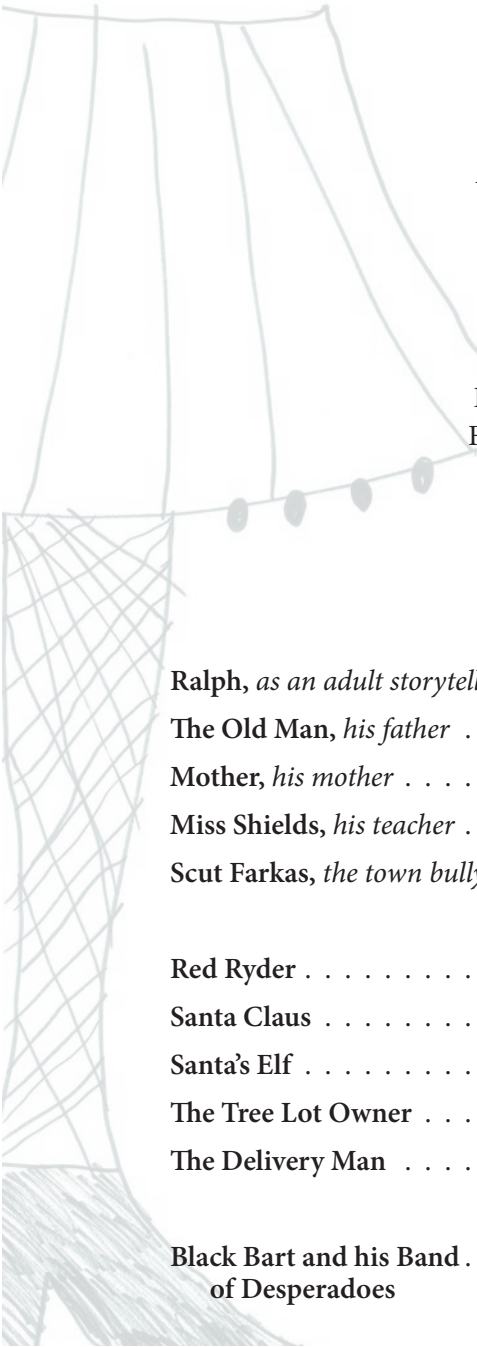 Ralph, as an adult storytell
The Old Man, his father .
Mother, his mother . . . .
Miss Shields, his teacher .
Scut Farkas, the town bully
Red Ryder . . . . . . . . .
Santa Claus . . . . . . . .
Santa’s Elf . . . . . . . . .
The Tree Lot Owner . . .
The Delivery Man . . . .
Black Bart and his Band .
of Desperadoes